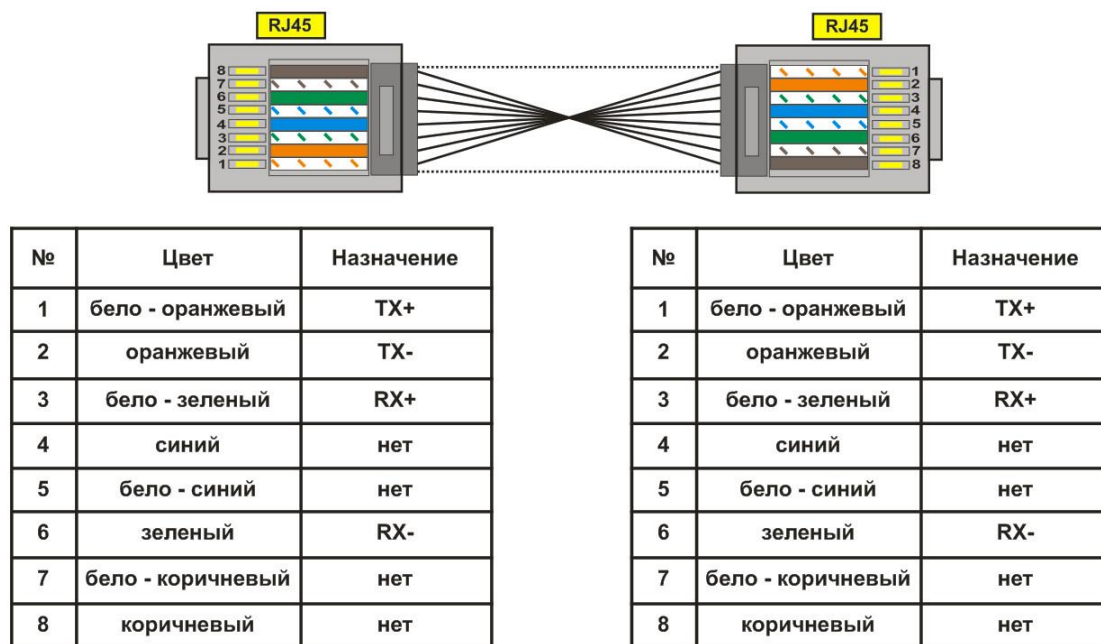 RJ45 RJ45
8 1
7 2
6 3
5 4
4 5
3 6
2 7
1 8
№ Цвет Назначение № Цвет Назначение
1 бело - оранжевый TX+ 1 бело - оранжевый TX+
2 оранжевый TX- 2 оранжевый TX-
3 бело - зеленый RX+ 3 бело - зеленый RX+
4 синий нет 4 синий нет
5 бело - синий нет 5 бело - синий нет
6 зеленый RX- 6 зеленый RX-
7 бело - коричневый нет 7 бело - коричневый нет
8 коричневый нет 8 коричневый нет